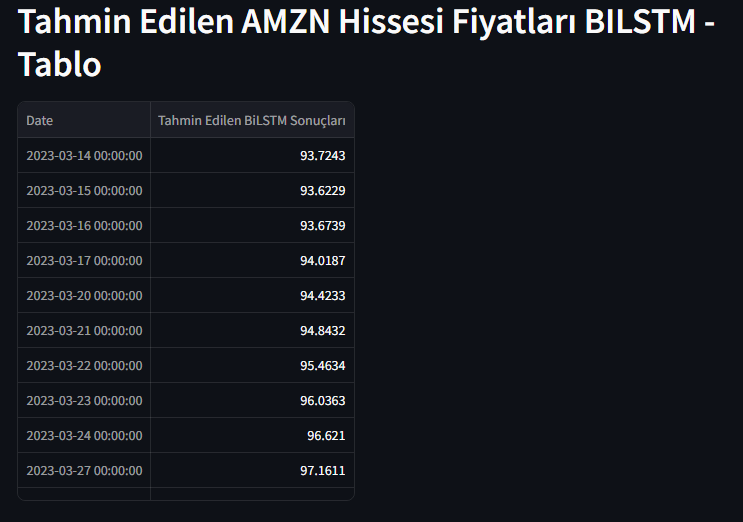 Tahmin Edilen AMZN Hissesi Fiyatları BILSTM -
Tablo
Date Tahmin Edilen BiLSTM Sonuçları
2023-03-14 00:00:00 93.7243
2023-03-15 00:00:00 93.6229
2023-03-16 00:00:00 93.6739
2023-03-17 00:00:00 94.0187
2023-03-20 00:00:00 94.4233
2023-03-21 00:00:00 94.8432
2023-03-22 00:00:00 95.4634
2023-03-23 00:00:00 96.0363
2023-03-24 00:00:00 96.621
2023-03-27 00:00:00 97.1611